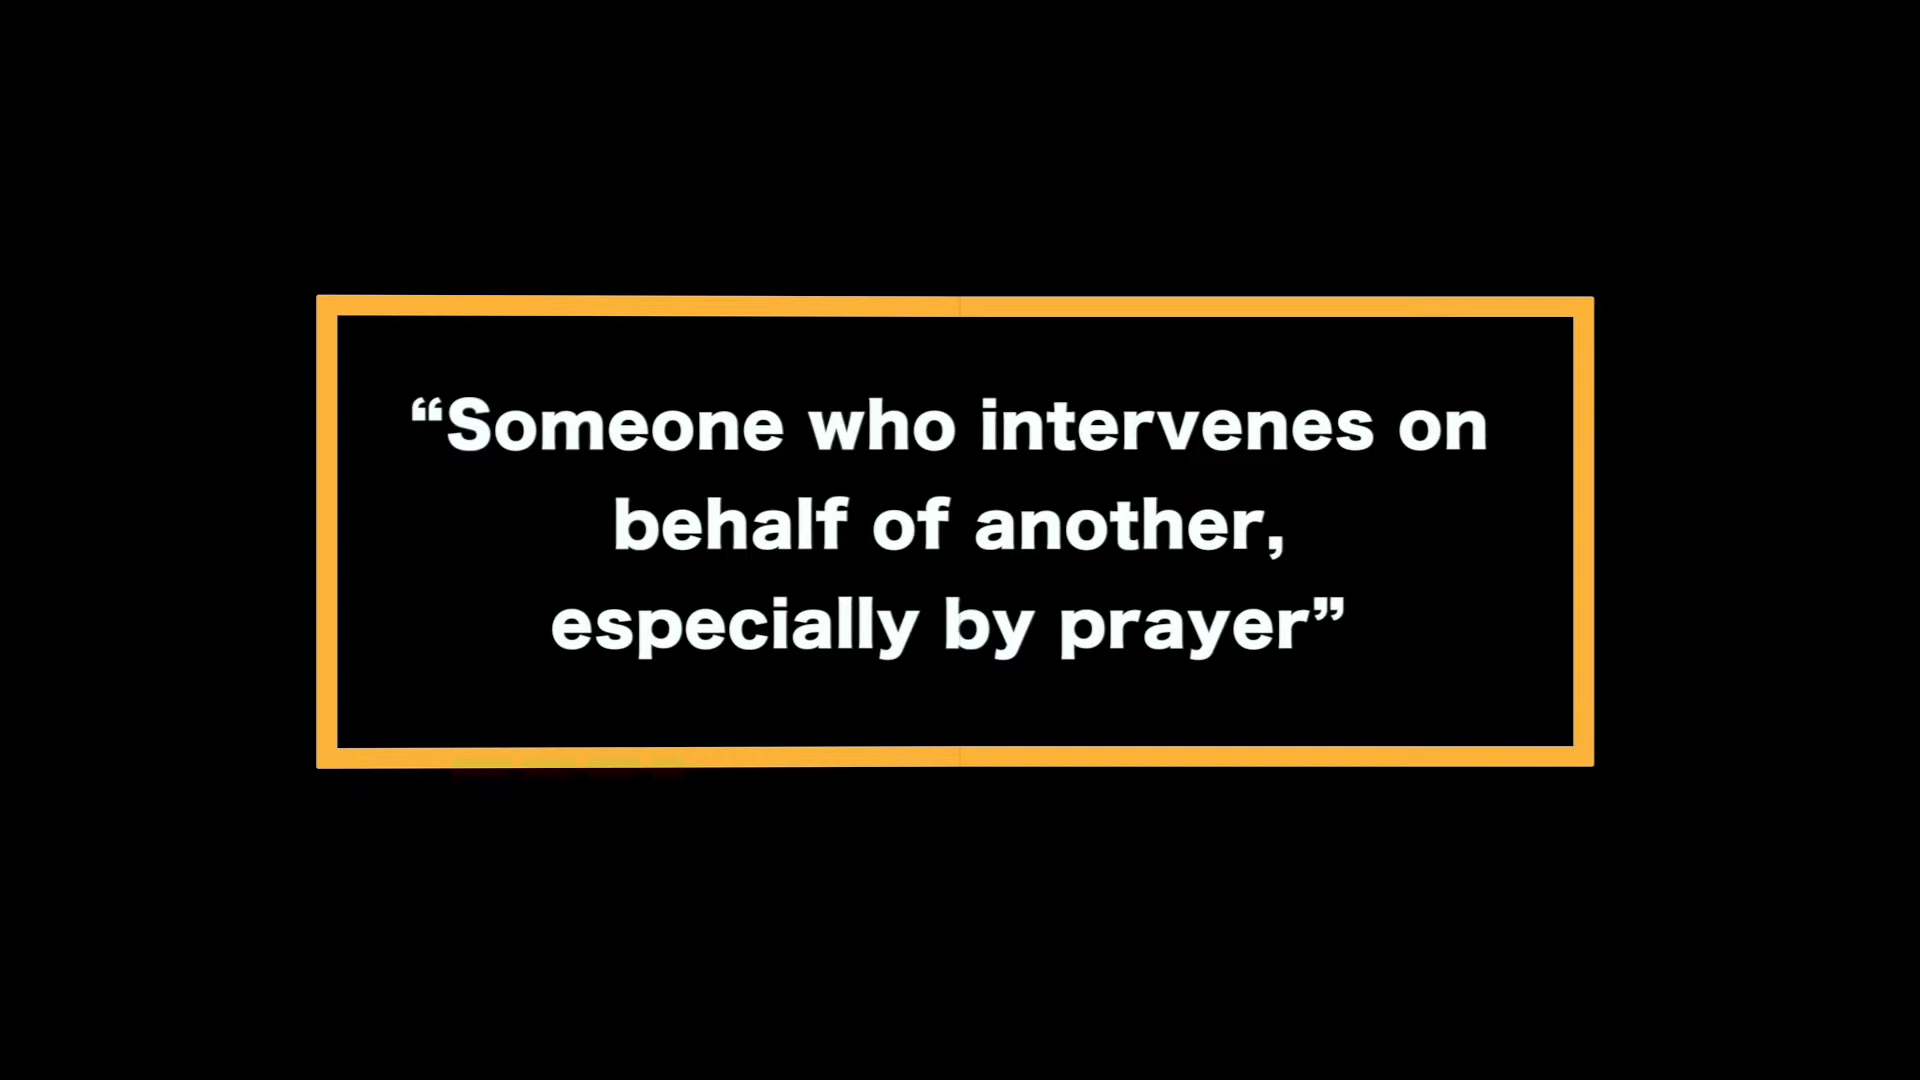 “Someone who intervenes on
behalf of another,
especially by prayer”